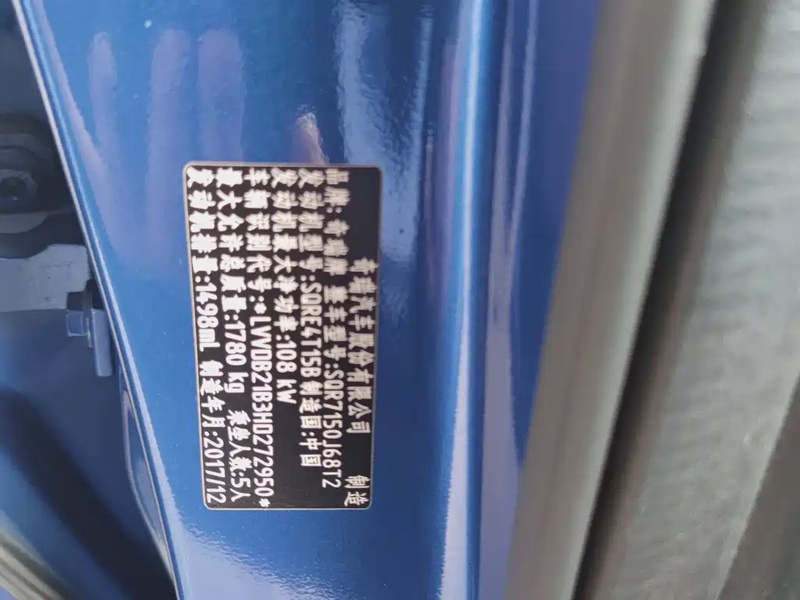 奇瑞汽车股份有限公司 制造
品牌:奇瑞牌 整车型号:SQR7150J68T2
发动机型号:SQRE4T15B 制造国:中国
发动机最大净功率:108 kW
车辆识别代号:*LVVDB21B3HD272950*
最大允许总质量:1780 kg 乘坐人数:5人
发动机排量:1498mL 制造年月:2017/12